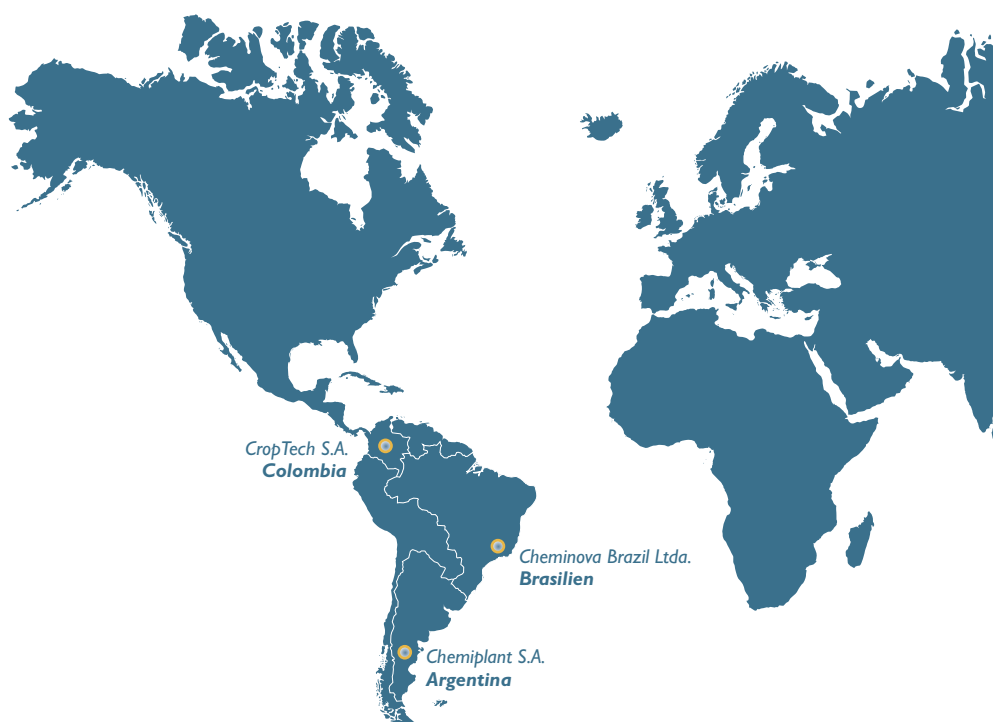 CropTech S.A.
Colombia
Cheminova Brazil Ltda.
Brasilien
Chemiplant S.A.
Argentina